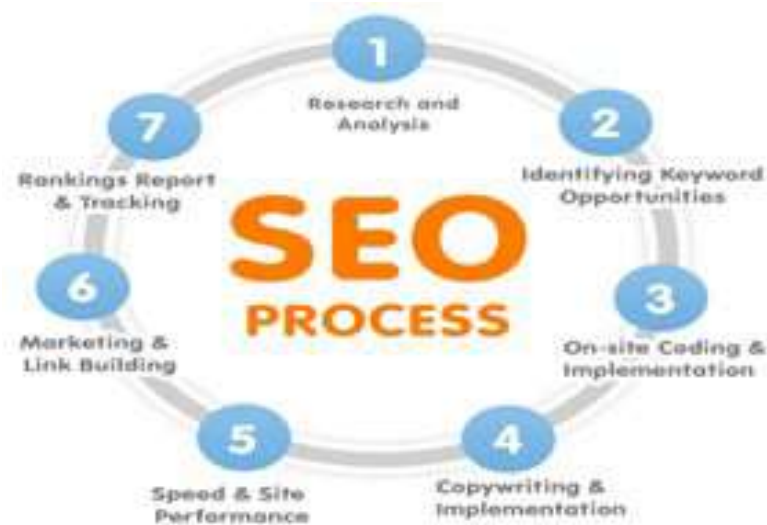 1
Research and
Analysis
2
Identifying Keyword
Opportunities
3
On-site Coding &
Implementation
4
Copywriting &
Implementation
5
Speed & Site
Performance
6
Marketing &
Link Building
7
Rankings Report
& Tracking
SEO
PROCESS